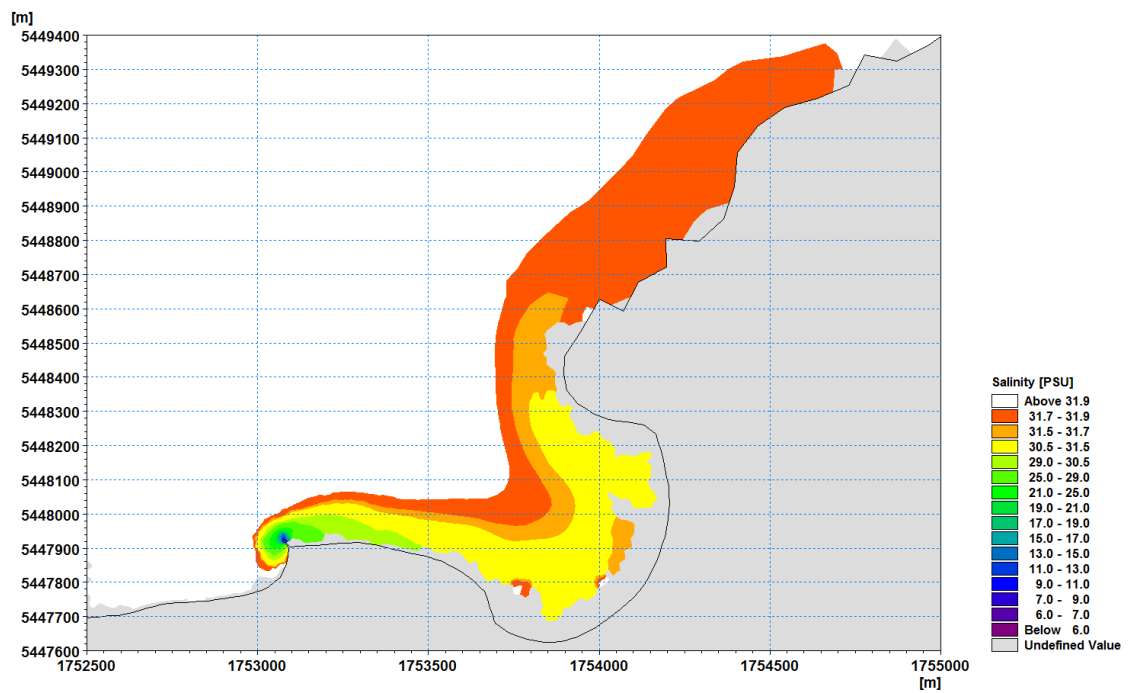 [m]
5449400
5449300
5449200
5449100
5449000
5448900
5448800
5448700
5448600
5448500
5448400
5448300
5448200
5448100
5448000
5447900
5447800
5447700
5447600
1752500 1753000 1753500 1754000 1754500 1755000
[m]
Salinity [PSU]
Above 31.9
31.7 - 31.9
31.5 - 31.7
30.5 - 31.5
29.0 - 30.5
25.0 - 29.0
21.0 - 25.0
19.0 - 21.0
17.0 - 19.0
15.0 - 17.0
13.0 - 15.0
11.0 - 13.0
9.0 - 11.0
7.0 - 9.0
6.0 - 7.0
Below 6.0
Undefined Value